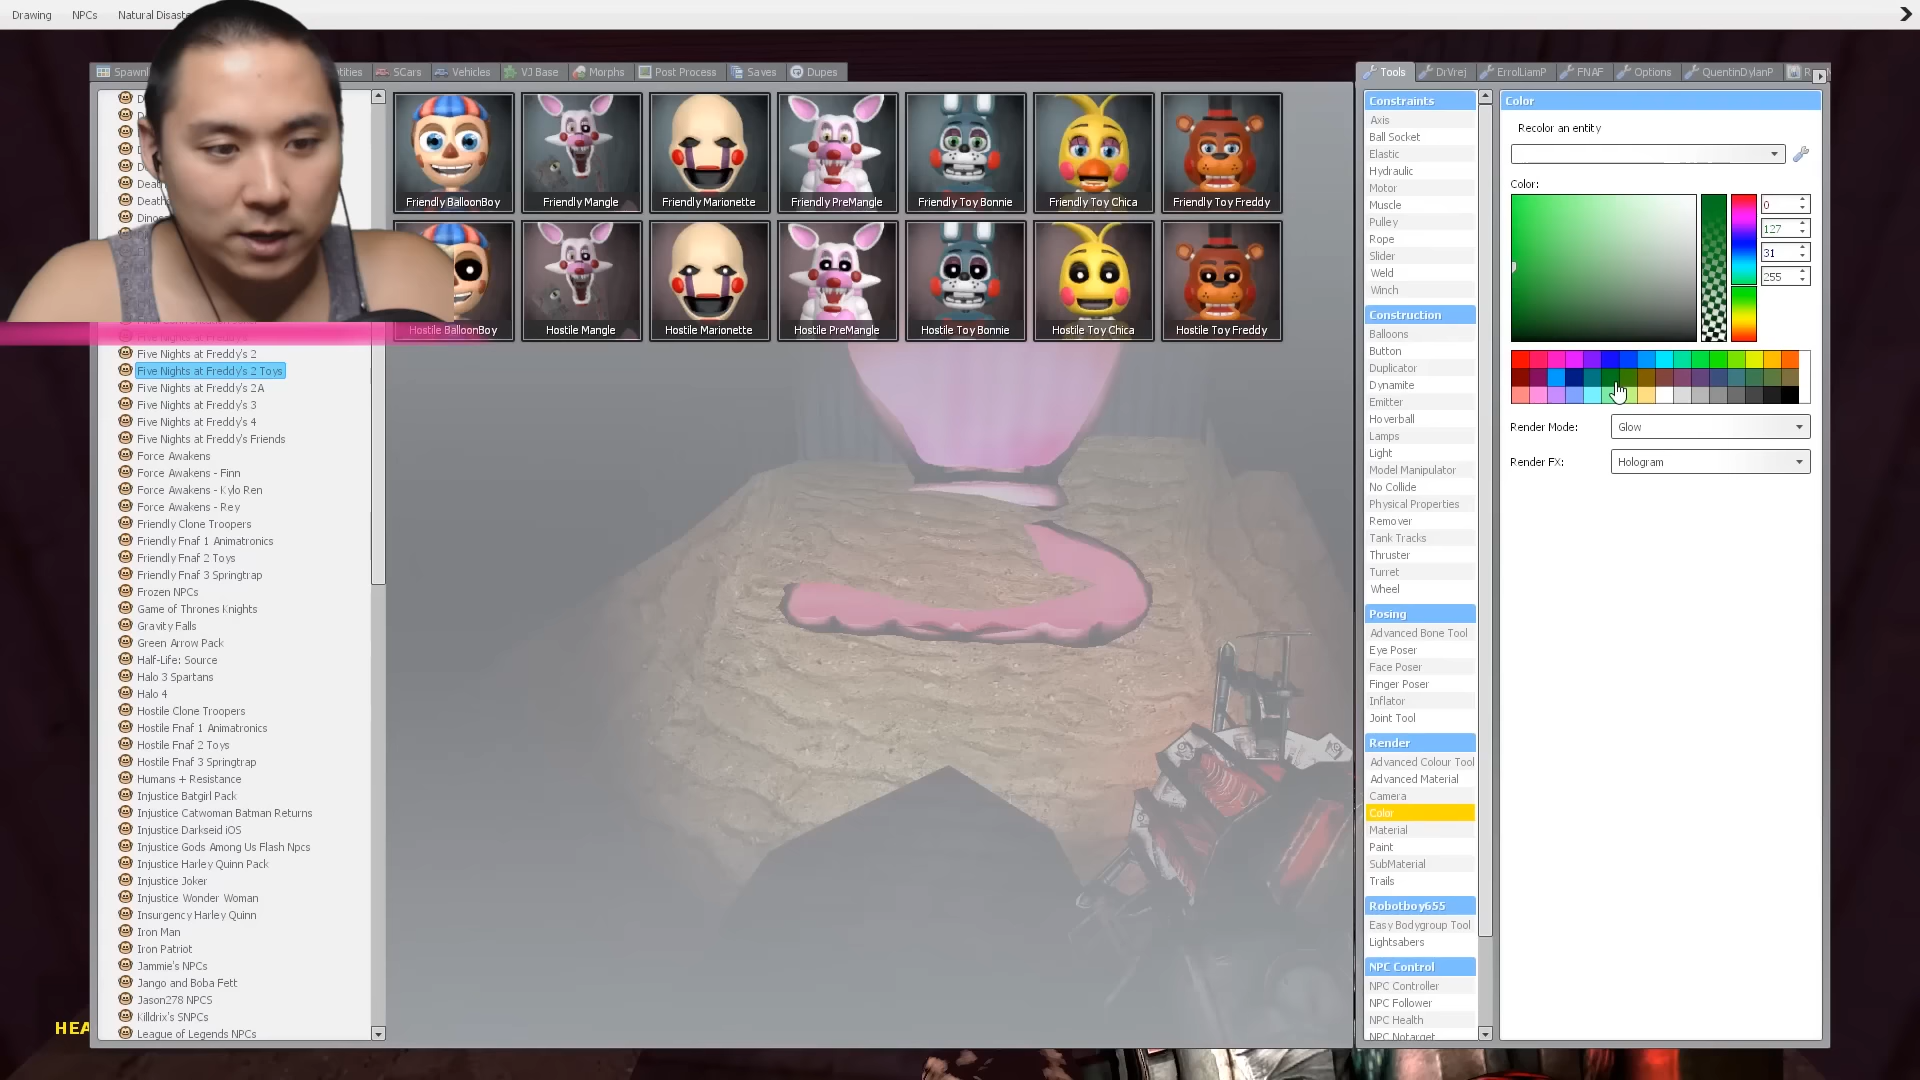 Drawing NPCs Natural Disaste
Spawnl
tities SCars Vehicles VJ Base Morphs Post Process Saves Dupes
Tools DrVrej ErrolLiamP FNAF Options QuentinDylanP R
D
D
D
D
D
Death
Death
Dinos
Five Nights at Freddy's
Five Nights at Freddy's 2
Five Nights at Freddy's 2 Toys
Five Nights at Freddy's 2A
Five Nights at Freddy's 3
Five Nights at Freddy's 4
Five Nights at Freddy's Friends
Force Awakens
Force Awakens - Finn
Force Awakens - Kylo Ren
Force Awakens - Rey
Friendly Clone Troopers
Friendly Fnaf 1 Animatronics
Friendly Fnaf 2 Toys
Friendly Fnaf 3 Springtrap
Frozen NPCs
Game of Thrones Knights
Gravity Falls
Green Arrow Pack
Half-Life: Source
Halo 3 Spartans
Halo 4
Hostile Clone Troopers
Hostile Fnaf 1 Animatronics
Hostile Fnaf 2 Toys
Hostile Fnaf 3 Springtrap
Humans + Resistance
Injustice Batgirl Pack
Injustice Catwoman Batman Returns
Injustice Darkseid iOS
Injustice Gods Among Us Flash Npcs
Injustice Harley Quinn Pack
Injustice Joker
Injustice Wonder Woman
Insurgency Harley Quinn
Iron Man
Iron Patriot
Jammie's NPCs
Jango and Boba Fett
Jason278 NPCS
Killdrix's SNPCs
League of Legends NPCs
HEA
Friendly BalloonBoy Friendly Mangle Friendly Marionette Friendly PreMangle Friendly Toy Bonnie Friendly Toy Chica Friendly Toy Freddy
Hostile BalloonBoy Hostile Mangle Hostile Marionette Hostile PreMangle Hostile Toy Bonnie Hostile Toy Chica Hostile Toy Freddy
Constraints
Axis
Ball Socket
Elastic
Hydraulic
Motor
Muscle
Pulley
Rope
Slider
Weld
Winch
Construction
Balloons
Button
Duplicator
Dynamite
Emitter
Hoverball
Lamps
Light
Model Manipulator
No Collide
Physical Properties
Remover
Tank Tracks
Thruster
Turret
Wheel
Posing
Advanced Bone Tool
Eye Poser
Face Poser
Finger Poser
Inflator
Joint Tool
Render
Advanced Colour Tool
Advanced Material
Camera
Color
Material
Paint
SubMaterial
Trails
Robotboy655
Easy Bodygroup Tool
Lightsabers
NPC Control
NPC Controller
NPC Follower
NPC Health
NPC Notarget
Color
Recolor an entity
Color:
0
127
31
255
Render Mode: Glow
Render FX: Hologram